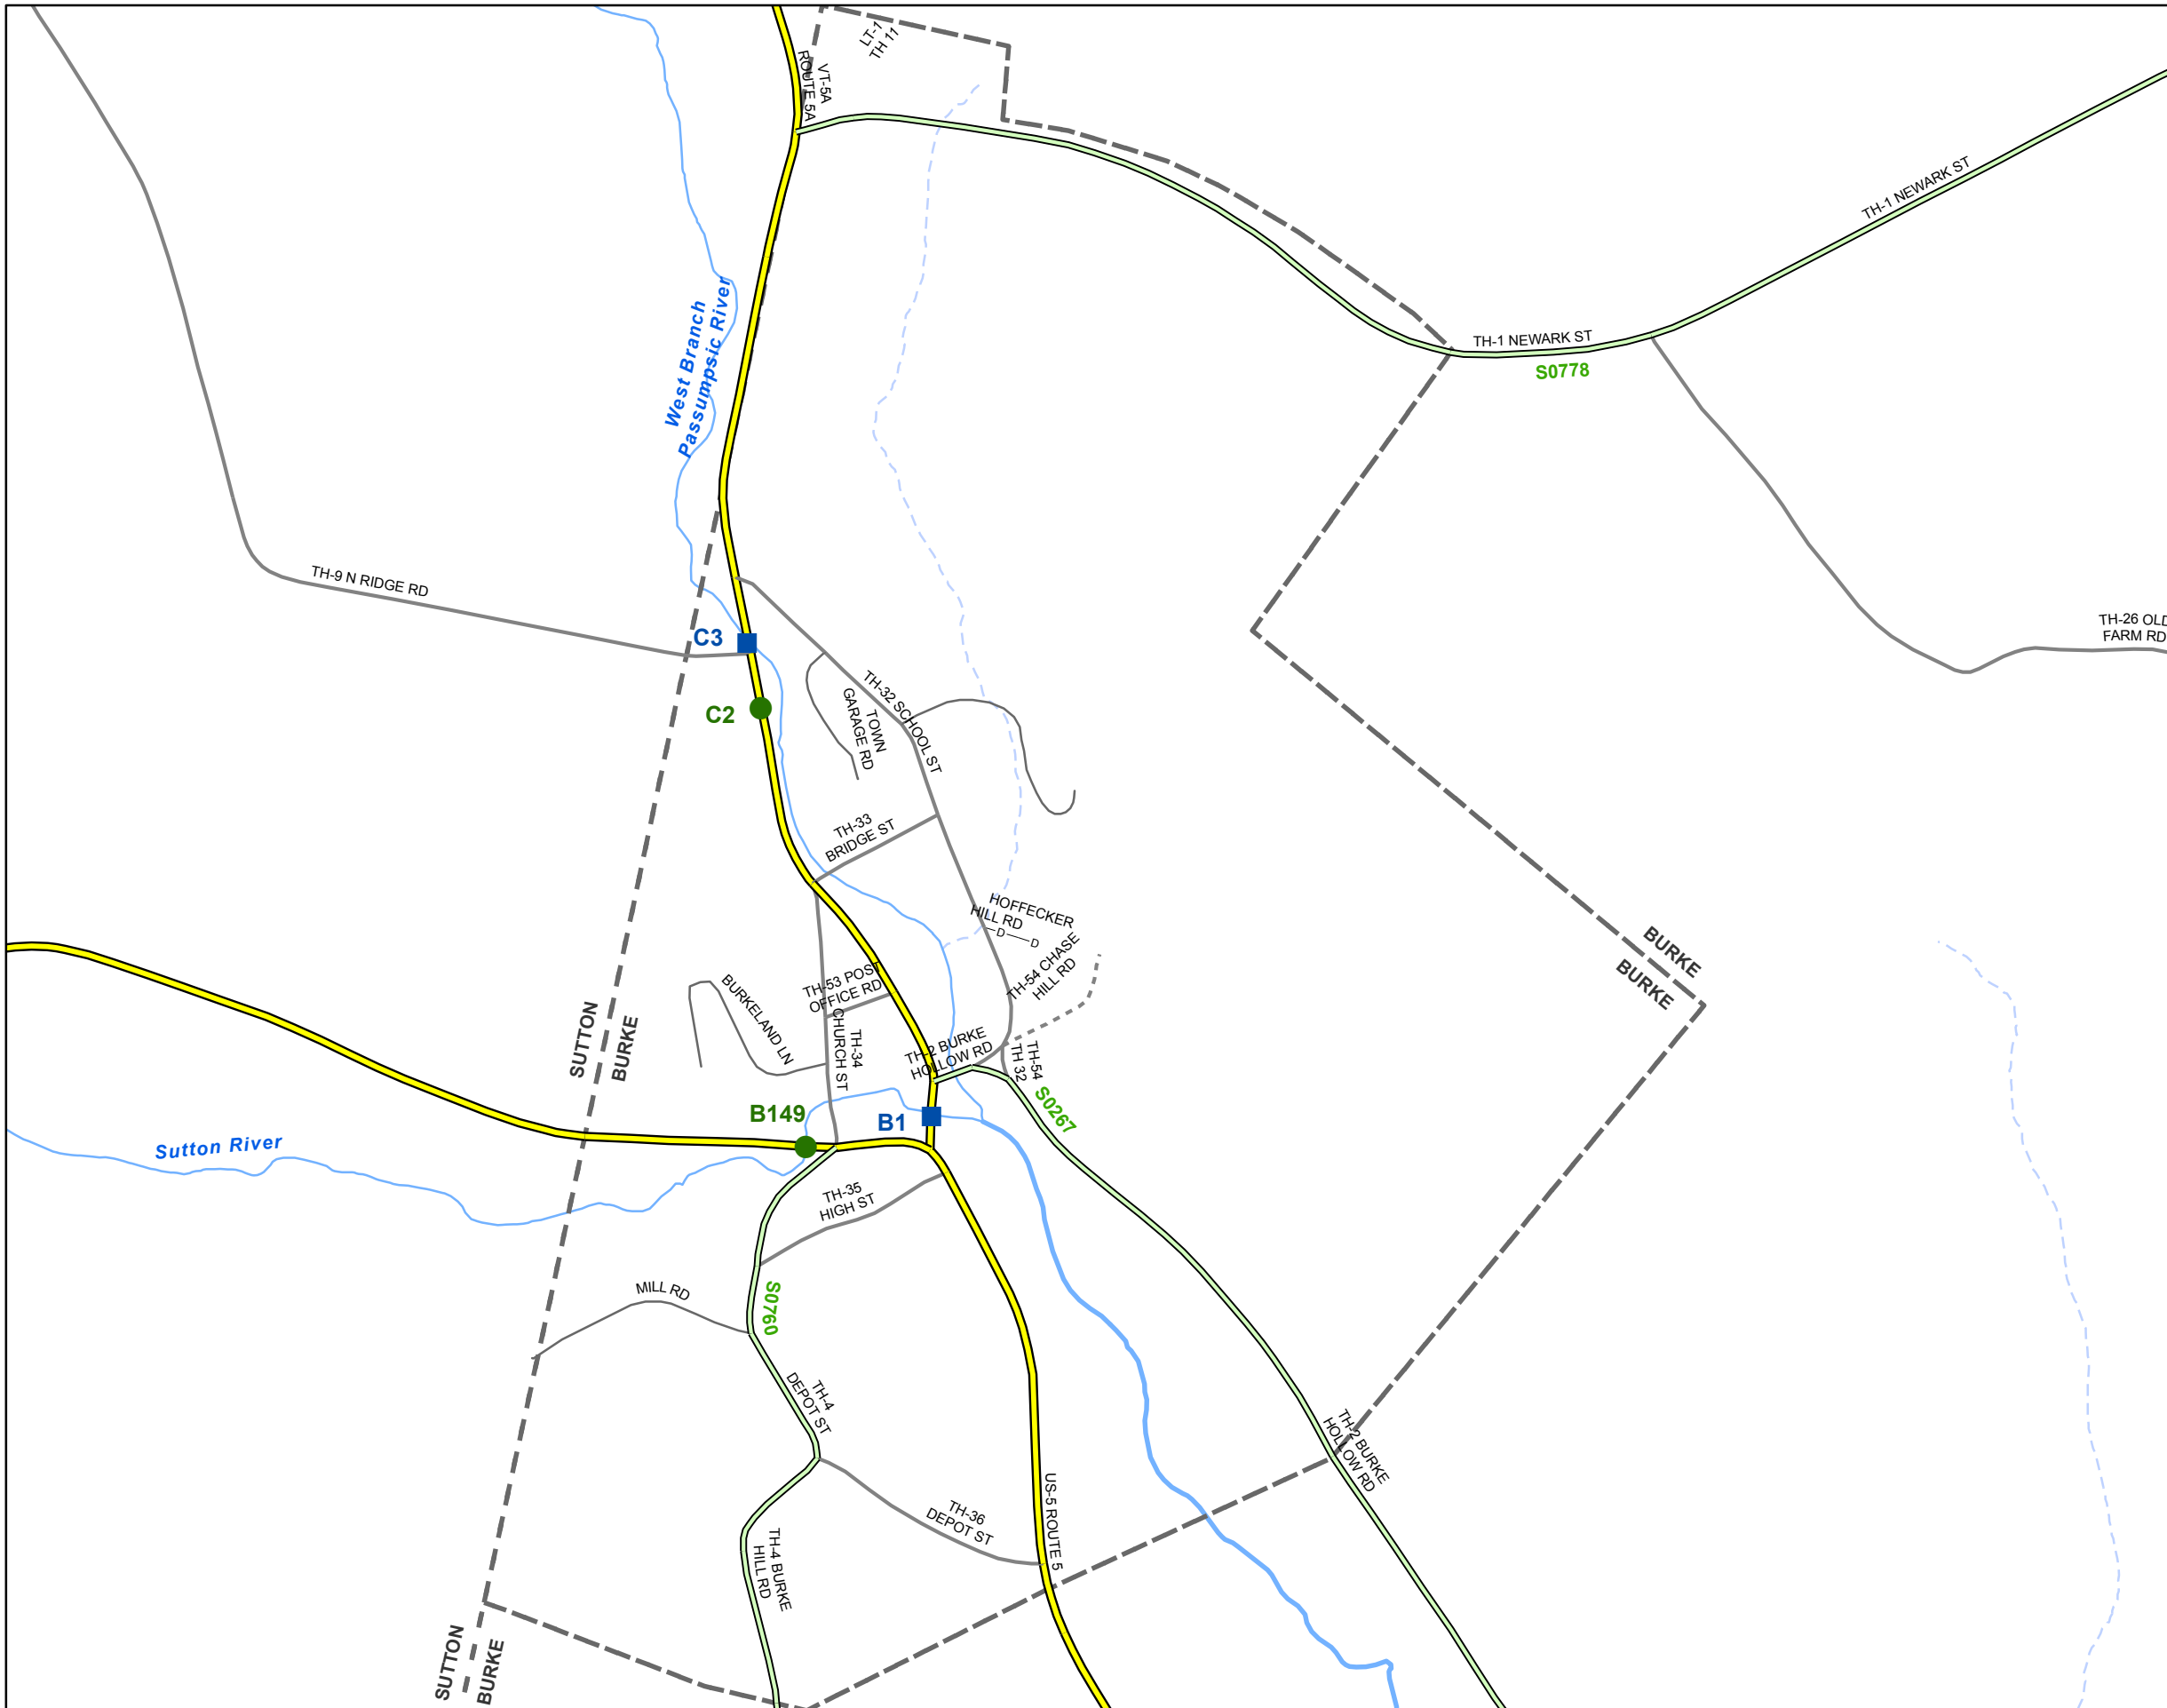 LT-1
TH 11
VT-5A
ROUTE 5A
TH-1 NEWARK ST
West Branch
Passumpsic River
TH-1 NEWARK ST
S0778
TH-9 N RIDGE RD
TH-26 OLD
FARM RD
C3
C2
TH-32 SCHOOL ST
TOWN
GARAGE RD
TH-33
BRIDGE ST
HOFFECKER
HILL RD
D
D
TH-54 CHASE
HILL RD
BURKE
BURKE
TH-53 POST
OFFICE RD
BURKELAND LN
SUTTON
BURKE
TH-34
CHURCH ST
TH-2 BURKE
HOLLOW RD
TH-54
TH 32
S0267
B149
B1
Sutton River
TH-35
HIGH ST
MILL RD
S0760
TH-4
DEPOT ST
TH-2 BURKE
HOLLOW RD
TH-36
DEPOT ST
US-5 ROUTE 5
TH-4 BURKE
HILL RD
SUTTON
BURKE